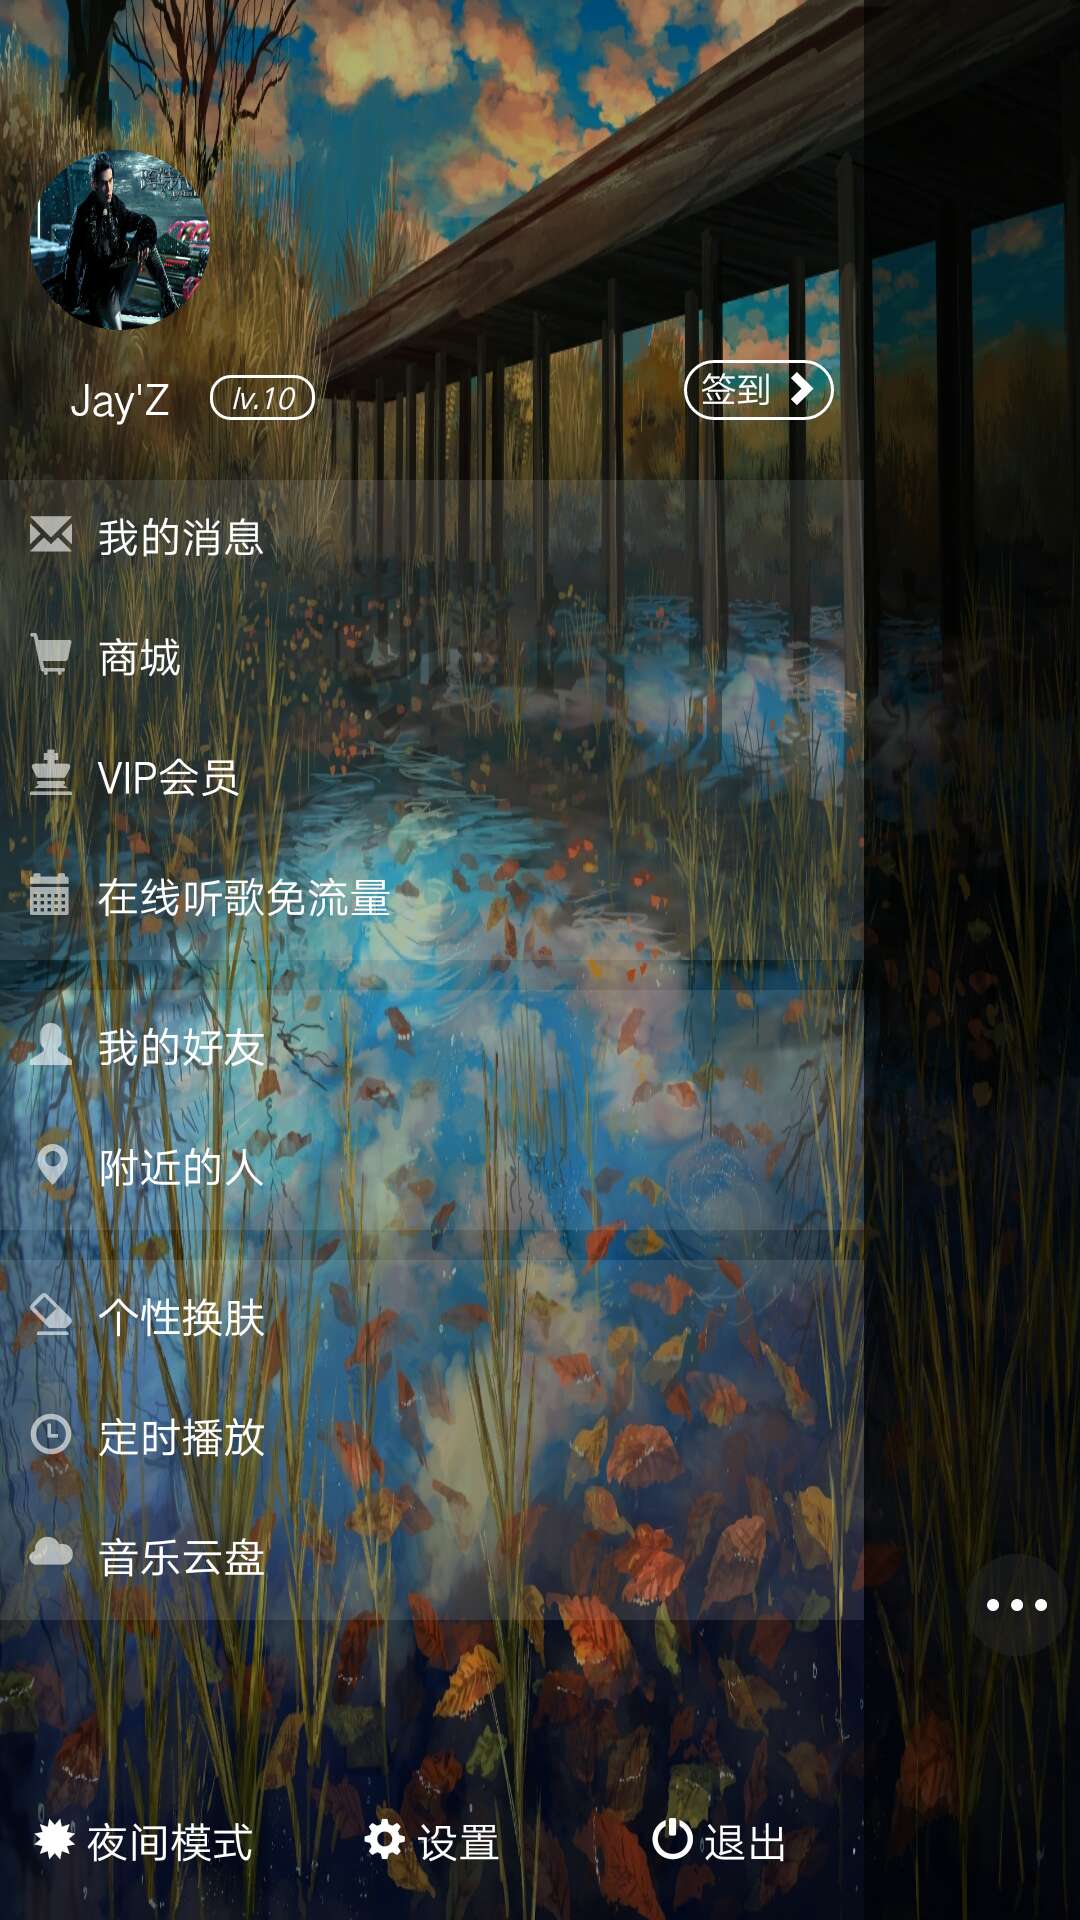 Jay'Z
lv.10
签到
我的消息
商城
VIP会员
在线听歌免流量
我的好友
附近的人
个性换肤
定时播放
音乐云盘
夜间模式
设置
退出